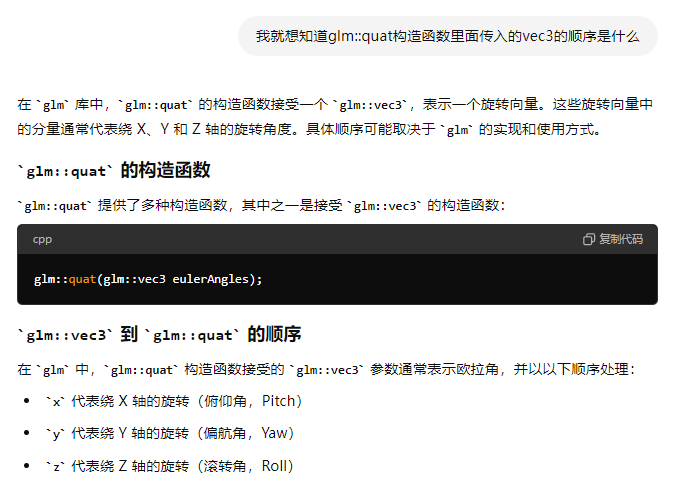 我就想知道glm::quat构造函数里面传入的vec3的顺序是什么
在 `glm` 库中，`glm::quat` 的构造函数接受一个 `glm::vec3`，表示一个旋转向量。这些旋转向量中
的分量通常代表绕 X、Y 和 Z 轴的旋转角度。具体顺序可能取决于 `glm` 的实现和使用方式。
`glm::quat` 的构造函数
`glm::quat` 提供了多种构造函数，其中之一是接受 `glm::vec3` 的构造函数：
cpp 复制代码
glm::quat(glm::vec3 eulerAngles);
`glm::vec3` 到 `glm::quat` 的顺序
在 `glm` 中，`glm::quat` 构造函数接受的 `glm::vec3` 参数通常表示欧拉角，并以以下顺序处理：
• `x` 代表绕 X 轴的旋转（俯仰角，Pitch）
• `y` 代表绕 Y 轴的旋转（偏航角，Yaw）
• `z` 代表绕 Z 轴的旋转（滚转角，Roll）